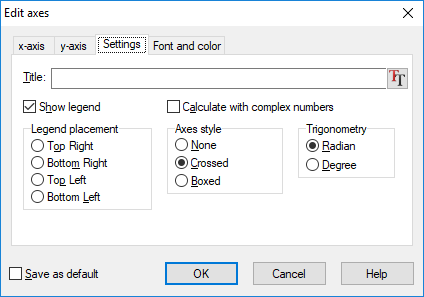 Edit axes
x-axis y-axis Settings Font and color
Title: TT
Show legend Calculate with complex numbers
Legend placement Axes style Trigonometry
Top Right None Radian
Bottom Right Crossed Degree
Top Left Boxed
Bottom Left
Save as default OK Cancel Help